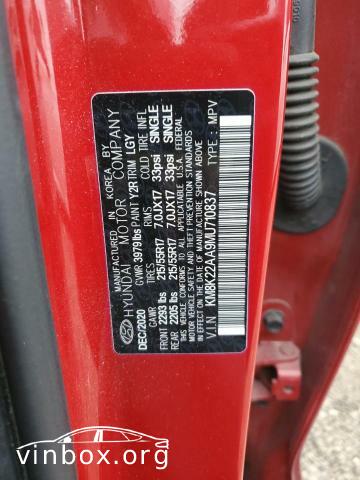 MANUFACTURED IN KOREA BY
HYUNDAI MOTOR COMPANY
GVWR 3979lbs PAINT Y2R TRIM LGY
TIRES RIMS COLD TIRE INFL
DEC/2020
GAWR
FRONT 2293 lbs 215/55R17 7.0JX17 33psi SINGLE
REAR 2205 lbs 215/55R17 7.0JX17 33psi SINGLE
THIS VEHICLE CONFORMS TO ALL APPLICABLE U.S.A. FEDERAL
MOTOR VEHICLE SAFETY, BUMPER, AND THEFT PREVENTION
STANDARDS IN EFFECT ON THE DATE OF MANUFACTURE SHOWN ABOVE.
V.I.N: KM8K22AA9MU710837 TYPE: MPV
vinbox.org